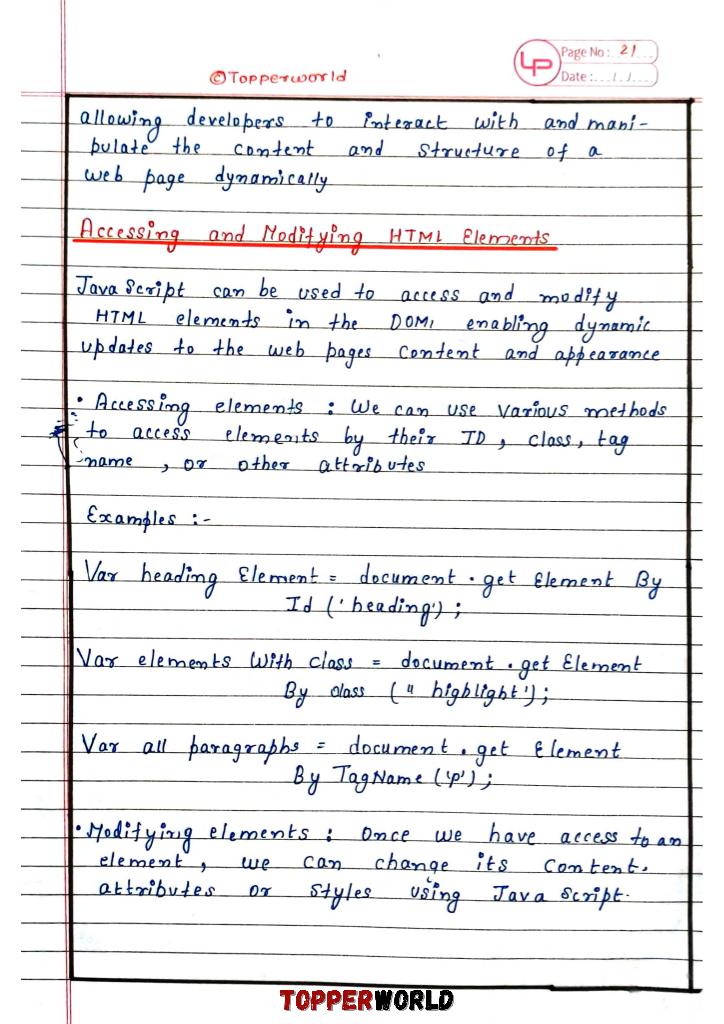 ©Topperworld
LP
Page No: 21
Date: / /
allowing developers to interact with and mani-
pulate the content and structure of a
web page dynamically
Accessing and Modifying HTML Elements
Java Script can be used to access and modify
HTML elements in the DOM, enabling dynamic
updates to the web pages content and appearance
• Accessing elements : We can use various methods
to access elements by their ID, class, tag
name, or other attributes
Examples :-
Var heading Element = document . get Element By
Id ('heading');
Var elements With class = document . get Element
By class (" highlight');
Var all paragraphs = document . get Element
By TagName ('p');
• Modifying elements : Once we have access to an
element, we can change its content,
attributes or styles using Java Script.
TOPPERWORLD